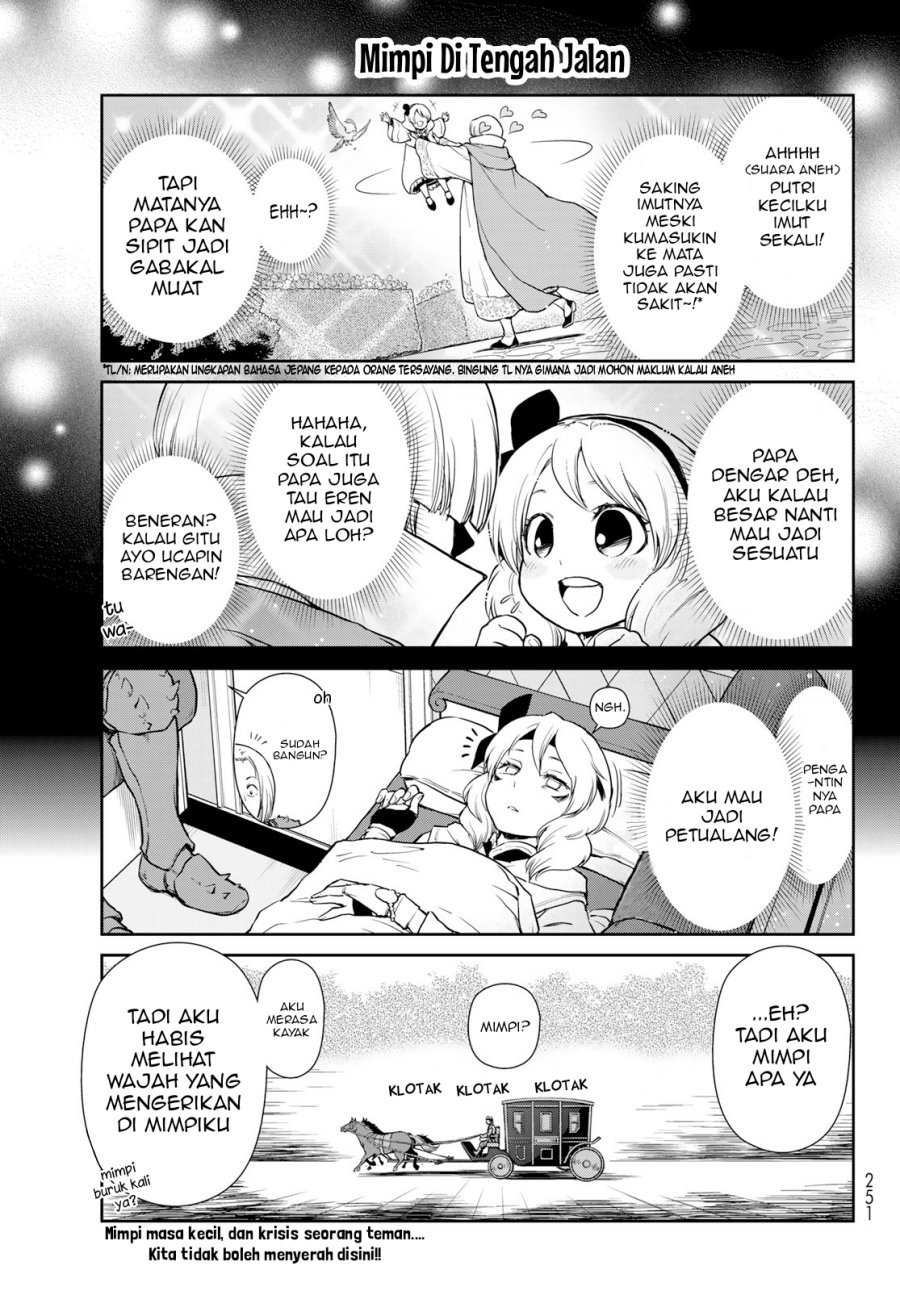 Mimpi Di Tengah Jalan
AHHHH
(SUARA ANEH)
PUTRI
KECILKU
IMUT
SEKALI!
SAKING
IMUTNYA
MESKI
KUMASUKIN
KE MATA
JUGA PASTI
TIDAK AKAN
SAKIT~!*
EHH~?
TAPI
MATANYA
PAPA KAN
SIPIT JADI
GABAKAL
MUAT
*TL/N: MERUPAKAN UNGKAPAN BAHASA JEPANG KEPADA ORANG TERSAYANG. BINGUNG TL NYA GIMANA JADI MOHON MAKLUM KALAU ANEH
PAPA
DENGAR DEH,
AKU KALAU
BESAR NANTI
MAU JADI
SESUATU
HAHAHA,
KALAU
SOAL ITU
PAPA JUGA
TAU EREN
MAU JADI
APA LOH?
BENERAN?
KALAU GITU
AYO UCAPIN
BARENGAN!
tu
wa-
PENGA
-NTIN
NYA
PAPA
AKU MAU
JADI
PETUALANG!
NGH.
oh
SUDAH
BANGUN?
...EH?
TADI AKU
MIMPI
APA YA
MIMPI?
KLOTAK KLOTAK KLOTAK
AKU
MERASA
KAYAK
TADI AKU
HABIS
MELIHAT
WAJAH YANG
MENGERIKAN
DI MIMPIKU
mimpi
buruk kali
ya?
Mimpi masa kecil, dan krisis seorang teman....
Kita tidak boleh menyerah disini!!
251